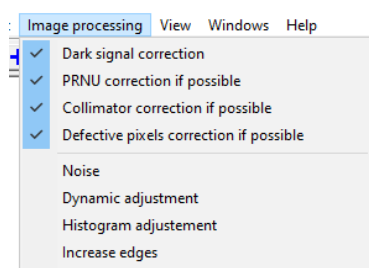 Image processing View Windows Help
Dark signal correction
PRNU correction if possible
Collimator correction if possible
Defective pixels correction if possible
Noise
Dynamic adjustment
Histogram adjustement
Increase edges